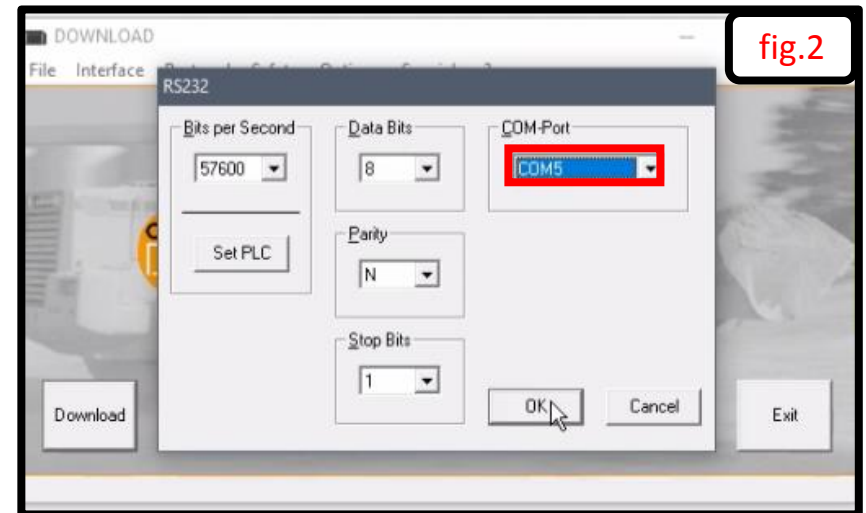 DOWNLOAD
fig.2
File Interface
RS232
Bits per Second
Data Bits
COM-Port
57600
8
COM5
Set PLC
Parity
N
Stop Bits
1
Download
OK
Cancel
Exit